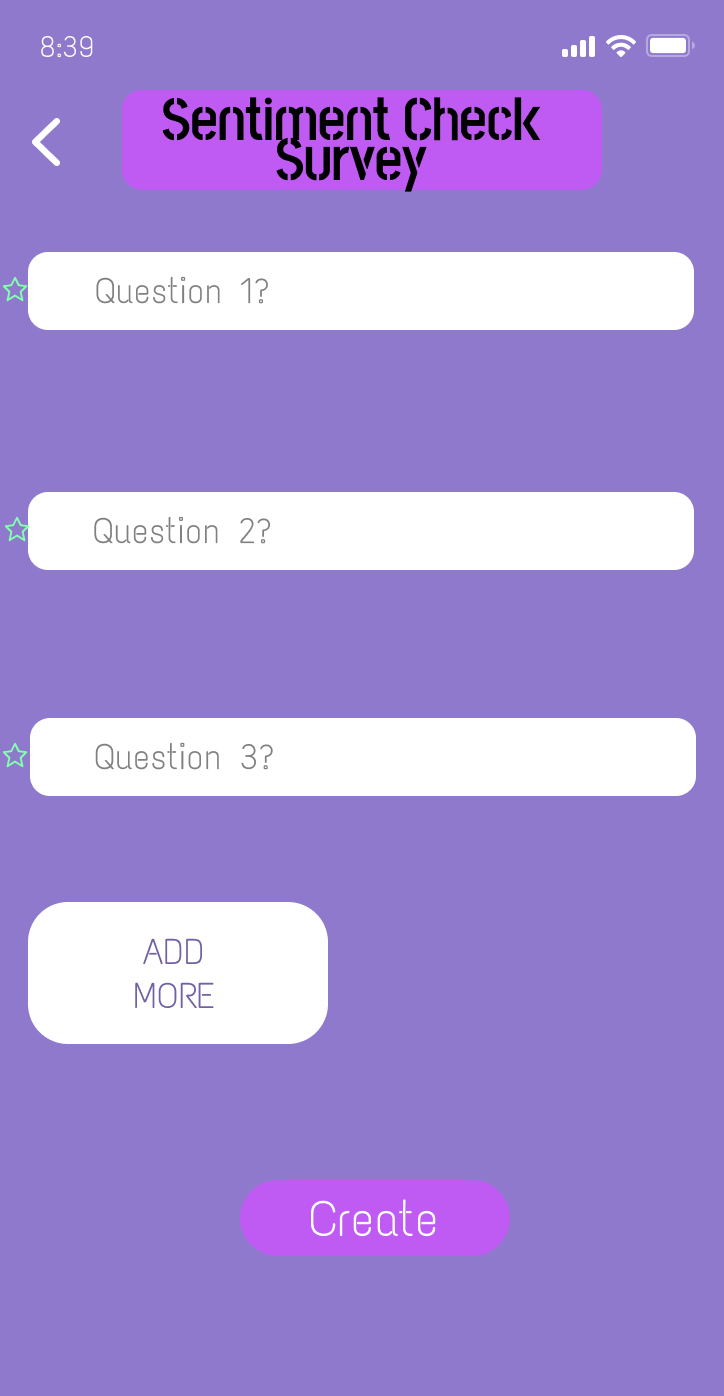 8:39
Sentiment Check
Survey
Question 1?
Question 2?
Question 3?
ADD
MORE
Create